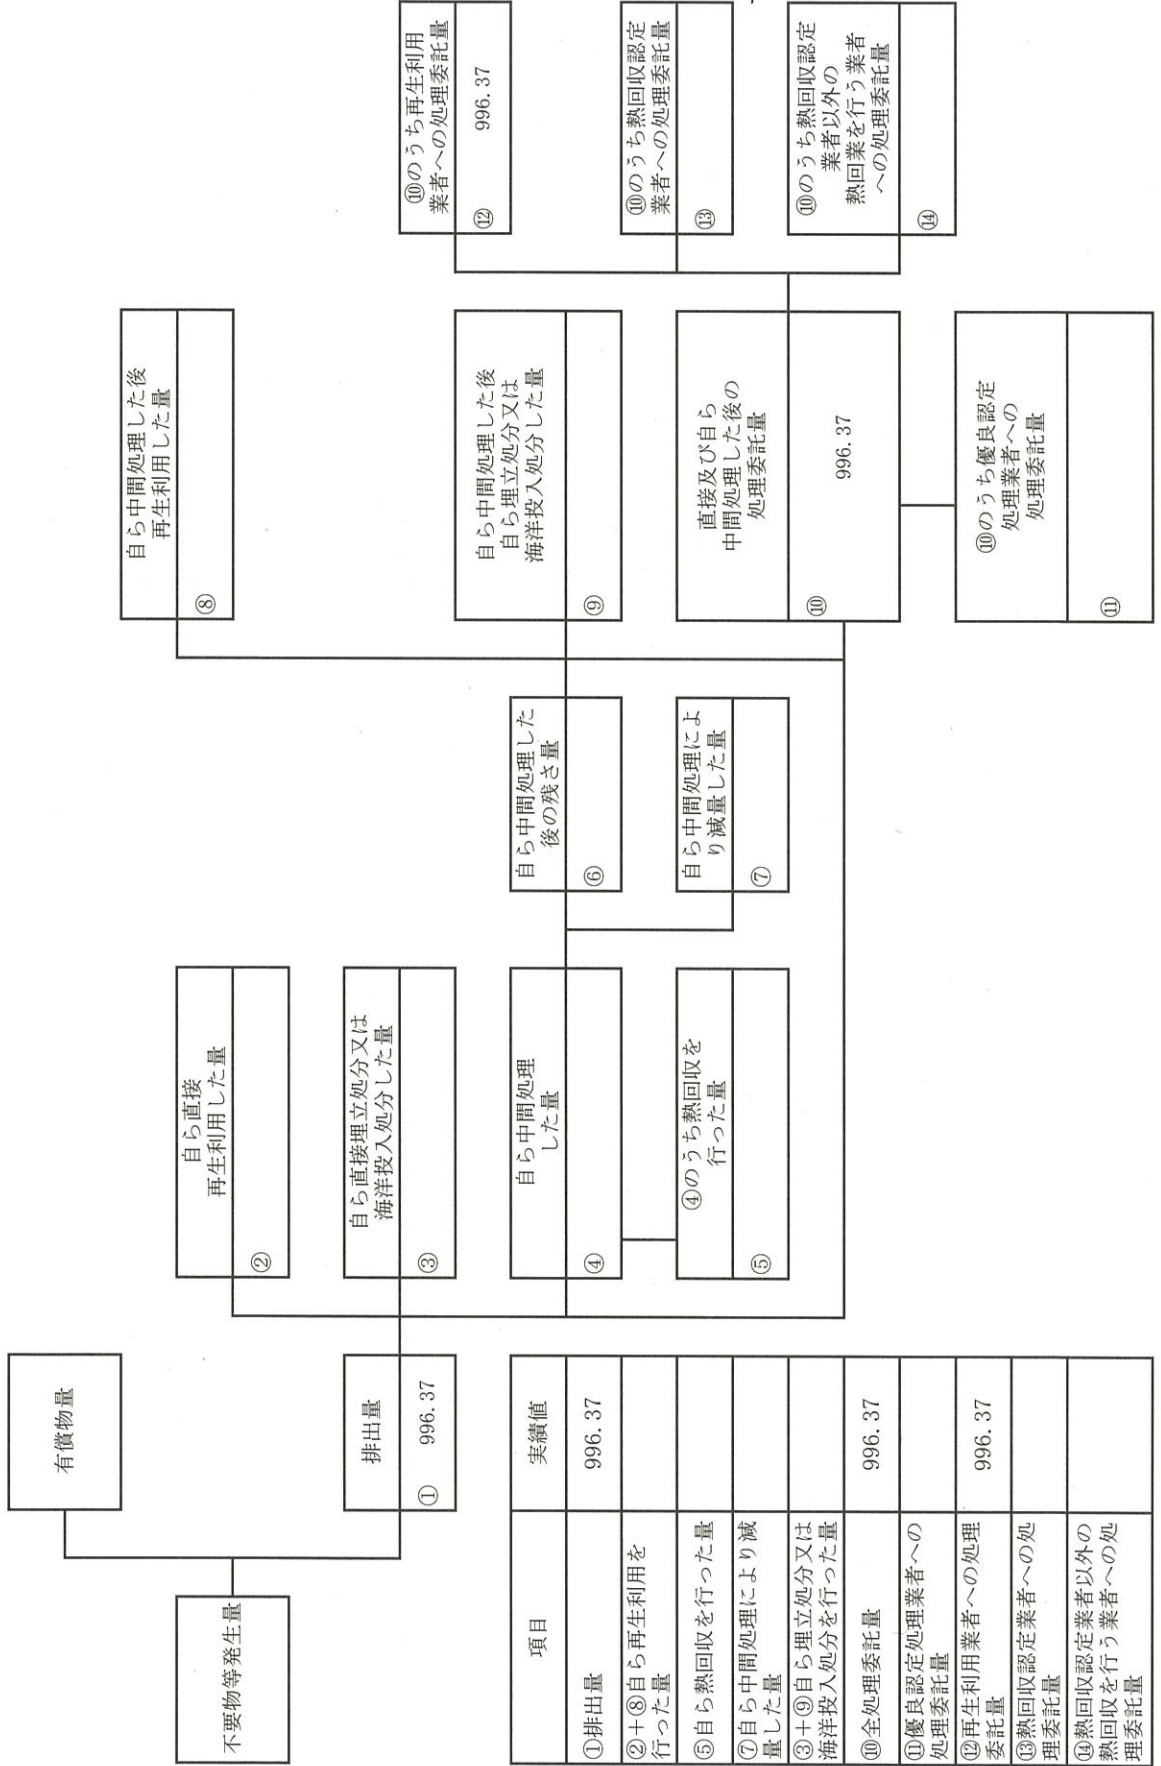 不要物等発生量
有償物量
排出量
① 996.37
自ら直接
再生利用した量
②
自ら直接埋立処分又は
海洋投入処分した量
③
自ら中間処理
した量
④
④のうち熱回収を
行った量
⑤
自ら中間処理した
後の残さ量
⑥
自ら中間処理によ
り減量した量
⑦
自ら中間処理した後
再生利用した量
⑧
自ら中間処理した後
自ら埋立処分又は
海洋投入処分した量
⑨
直接及び自ら
中間処理した後の
処理委託量
⑩ 996.37
⑩のうち優良認定
処理業者への
処理委託量
⑪
⑩のうち再生利用
業者への処理委託量
⑫ 996.37
⑩のうち熱回収認定
業者への処理委託量
⑬
⑩のうち熱回収認定
業者以外の
熱回業を行う業者
への処理委託量
⑭
項目 実績値
①排出量 996.37
②+⑧自ら再生利用を
行った量
⑤自ら熱回収を行った量
⑦自ら中間処理により減
量した量
③+⑨自ら埋立処分又は
海洋投入処分を行った量
⑩全処理委託量 996.37
⑪優良認定処理業者への
処理委託量
⑫再生利用業者への処理
委託量 996.37
⑬熱回収認定業者への処
理委託量
⑭熱回収認定業者以外の
熱回収を行う業者への処
理委託量